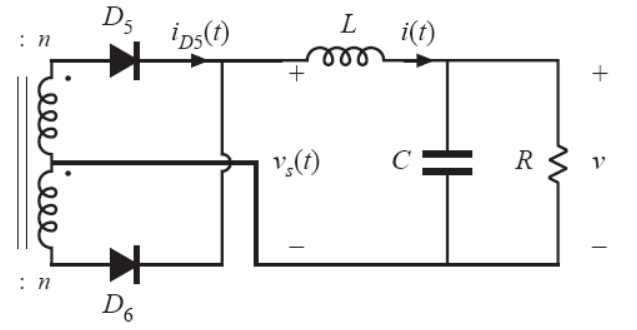 : n
D5
iD5(t)
L
i(t)
+
+
vs(t)
C
R
v
−
−
: n
D6